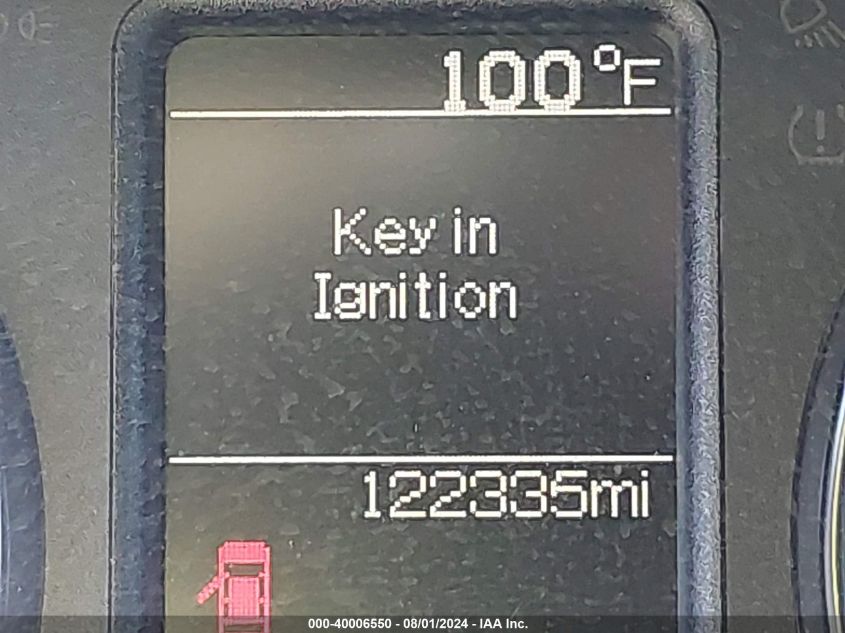 100°F
Key in
Ignition
122335mi
000-40006550 - 08/01/2024 - IAA Inc.